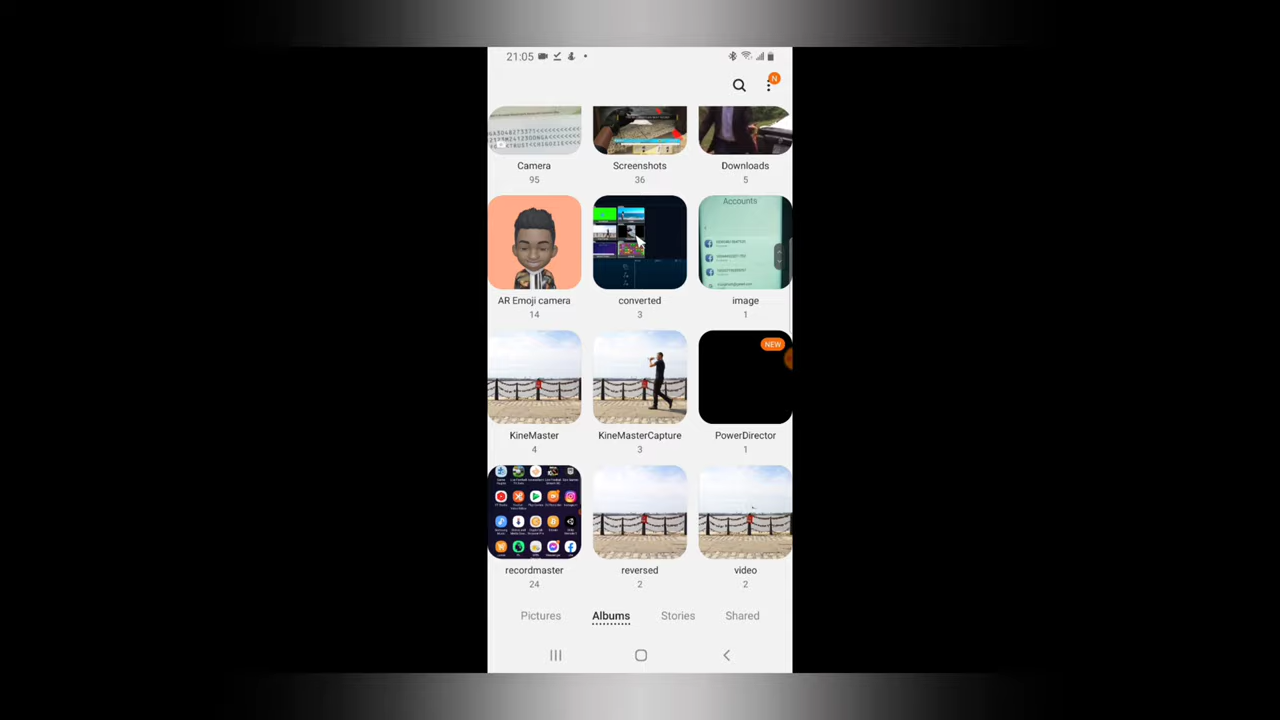 21:05
N
Camera Screenshots Downloads
95 36 5
Accounts
AR Emoji camera converted image
14 3 1
NEW
KineMaster KineMasterCapture PowerDirector
4 3 1
recordmaster reversed video
24 2 2
Pictures Albums Stories Shared